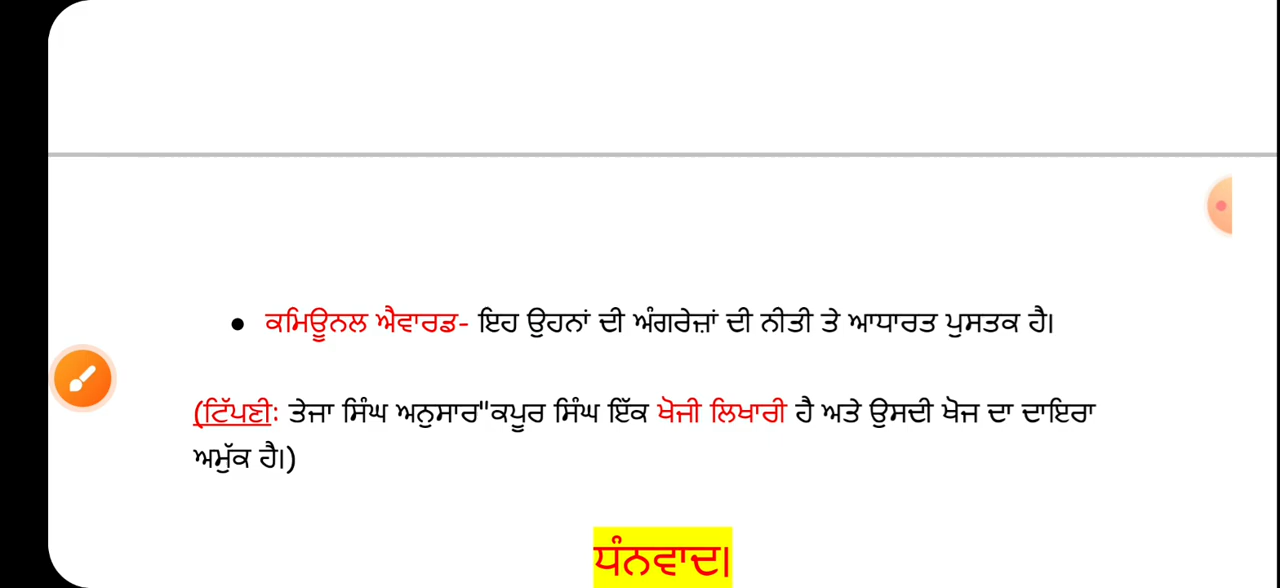 • ਕਮਿਊਨਲ ਐਵਾਰਡ- ਇਹ ਉਹਨਾਂ ਦੀ ਅੰਗਰੇਜ਼ਾਂ ਦੀ ਨੀਤੀ ਤੇ ਆਧਾਰਤ ਪੁਸਤਕ ਹੈ।
(ਟਿੱਪਣੀ: ਤੇਜਾ ਸਿੰਘ ਅਨੁਸਾਰ"ਕਪੂਰ ਸਿੰਘ ਇੱਕ ਖੋਜੀ ਲਿਖਾਰੀ ਹੈ ਅਤੇ ਉਸਦੀ ਖੋਜ ਦਾ ਦਾਇਰਾ
ਅਮੁੱਕ ਹੈ।)
ਧੰਨਵਾਦ।